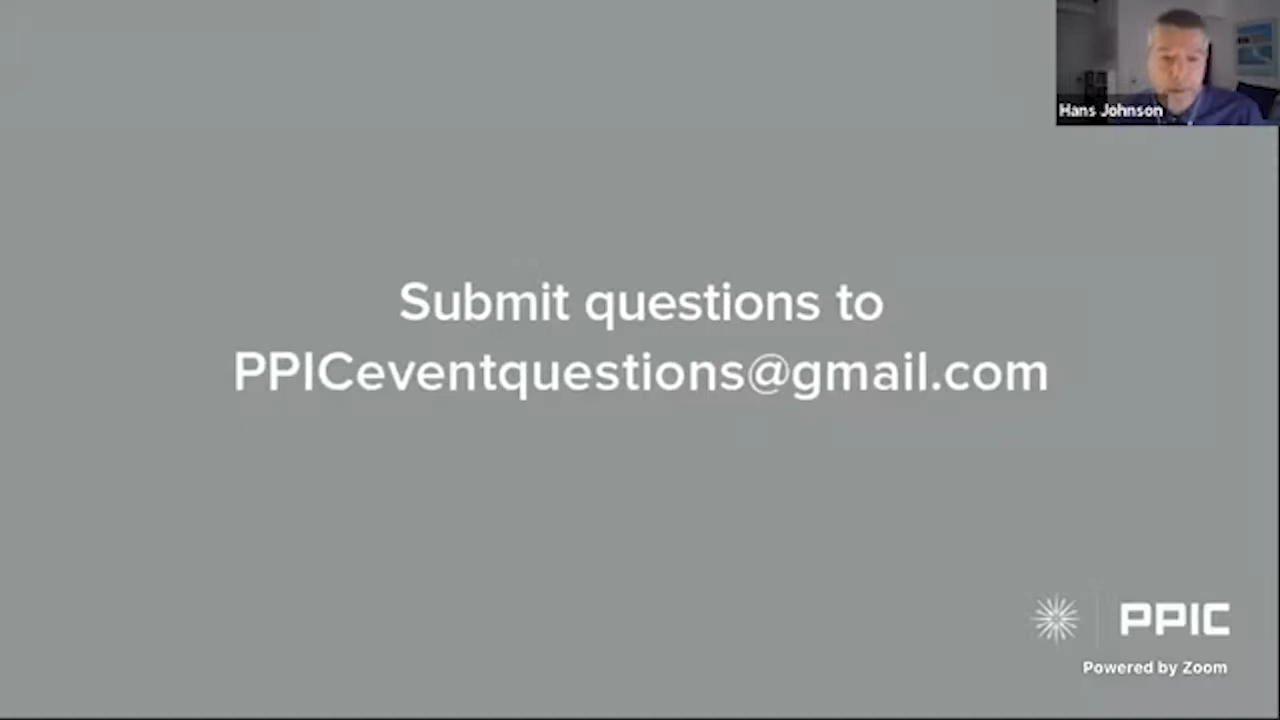 Hans Johnson
Submit questions to
PPICeventquestions@gmail.com
PPIC
Powered by Zoom